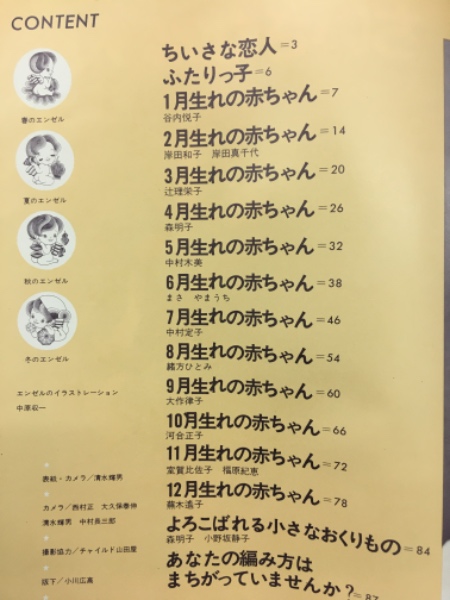 CONTENT
春のエンゼル
夏のエンゼル
秋のエンゼル
冬のエンゼル
エンゼルのイラストレーション
中原収一
表紙・カメラ/清水輝男
カメラ/西村正 大久保春伸
清水輝男 中村良三郎
撮影協力/チャイルド山田屋
版下/小川広高
ちいさな恋人=3
ふたりっ子=6
1月生れの赤ちゃん=7
谷内悦子
2月生れの赤ちゃん=14
岸田和子 岸田真千代
3月生れの赤ちゃん=20
辻理栄子
4月生れの赤ちゃん=26
森明子
5月生れの赤ちゃん=32
中村木美
6月生れの赤ちゃん=38
まさ やまうち
7月生れの赤ちゃん=46
中村定子
8月生れの赤ちゃん=54
緒方ひとみ
9月生れの赤ちゃん=60
大作律子
10月生れの赤ちゃん=66
河合正子
11月生れの赤ちゃん=72
室賀比佐子 福原紀恵
12月生れの赤ちゃん=78
蕪木遙子
よろこばれる小さなおくりもの=84
森明子 小野坂静子
あなたの編み方は
まちがっていませんか?=87